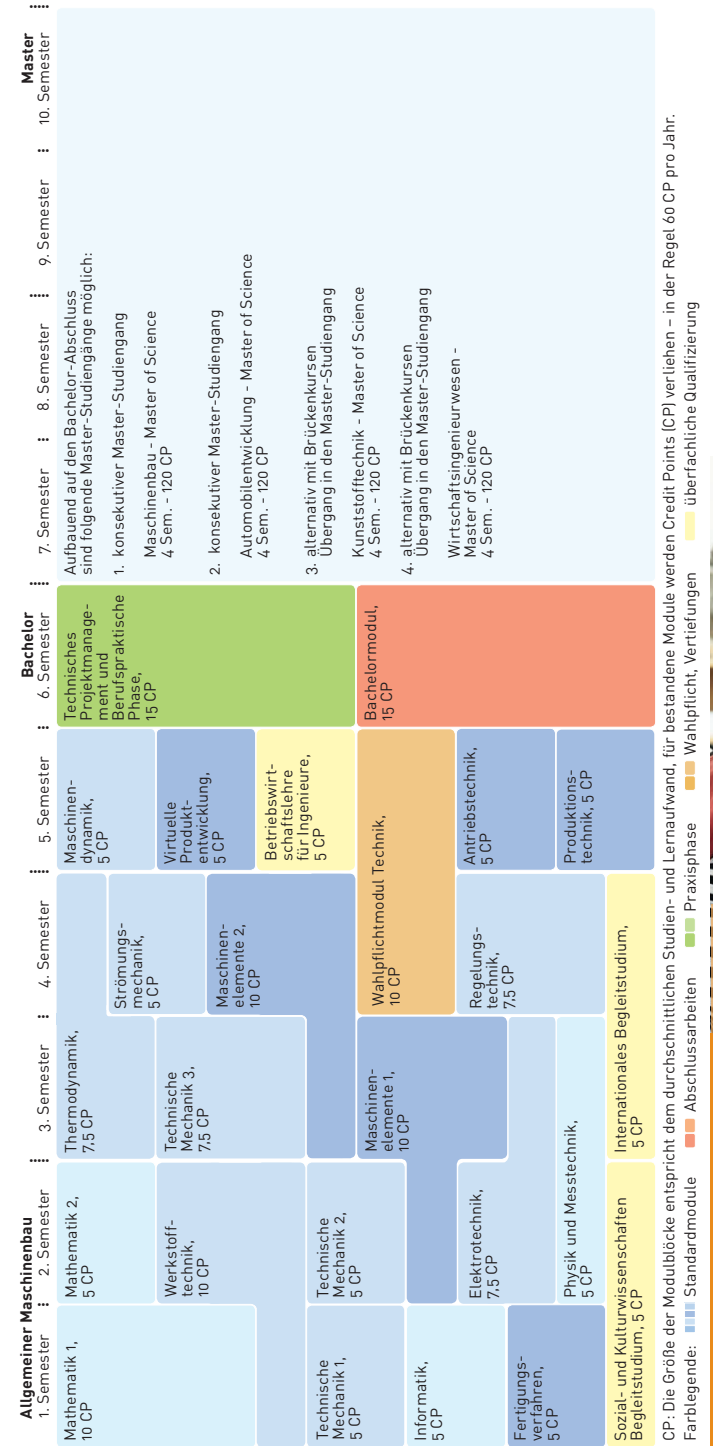 Allgemeiner Maschinenbau
Bachelor
Master
1. Semester
2. Semester
3. Semester
4. Semester
5. Semester
6. Semester
7. Semester
8. Semester
9. Semester
10. Semester
Mathematik 1,
10 CP
Technische
Mechanik 1,
5 CP
Informatik,
5 CP
Fertigungs-
verfahren,
5 CP
Sozial- und Kulturwissenschaften
Begleitstudium, 5 CP
Mathematik 2,
5 CP
Werkstoff-
technik,
10 CP
Technische
Mechanik 2,
5 CP
Elektrotechnik,
7,5 CP
Physik und Messtechnik,
5 CP
Thermodynamik,
7,5 CP
Technische
Mechanik 3,
7,5 CP
Maschinen-
elemente 1,
10 CP
Internationales Begleitstudium,
5 CP
Strömungs-
mechanik,
5 CP
Maschinen-
elemente 2,
10 CP
Wahlpflichtmodul Technik,
10 CP
Regelungs-
technik,
7,5 CP
Maschinen-
dynamik,
5 CP
Virtuelle
Produkt-
entwicklung,
5 CP
Betriebswirt-
schaftslehre
für Ingenieure,
5 CP
Antriebstechnik,
5 CP
Produktions-
technik, 5 CP
Technisches
Projektmanage-
ment und
Berufspraktische
Phase,
15 CP
Bachelormodul,
15 CP
Aufbauend auf den Bachelor-Abschluss
sind folgende Master-Studiengänge möglich:
1. konsekutiver Master-Studiengang
Maschinenbau - Master of Science
4 Sem. - 120 CP
2. konsekutiver Master-Studiengang
Automobilentwicklung - Master of Science
4 Sem. - 120 CP
3. alternativ mit Brückenkursen
Übergang in den Master-Studiengang
Kunststofftechnik - Master of Science
4 Sem. - 120 CP
4. alternativ mit Brückenkursen
Übergang in den Master-Studiengang
Wirtschaftsingenieurwesen -
Master of Science
4 Sem. - 120 CP
CP: Die Größe der Modulblöcke entspricht dem durchschnittlichen Studien- und Lernaufwand, für bestandene Module werden Credit Points (CP) verliehen – in der Regel 60 CP pro Jahr.
Farblegende: Standardmodule Abschlussarbeiten Praxisphase Wahlpflicht, Vertiefungen überfachliche Qualifizierung